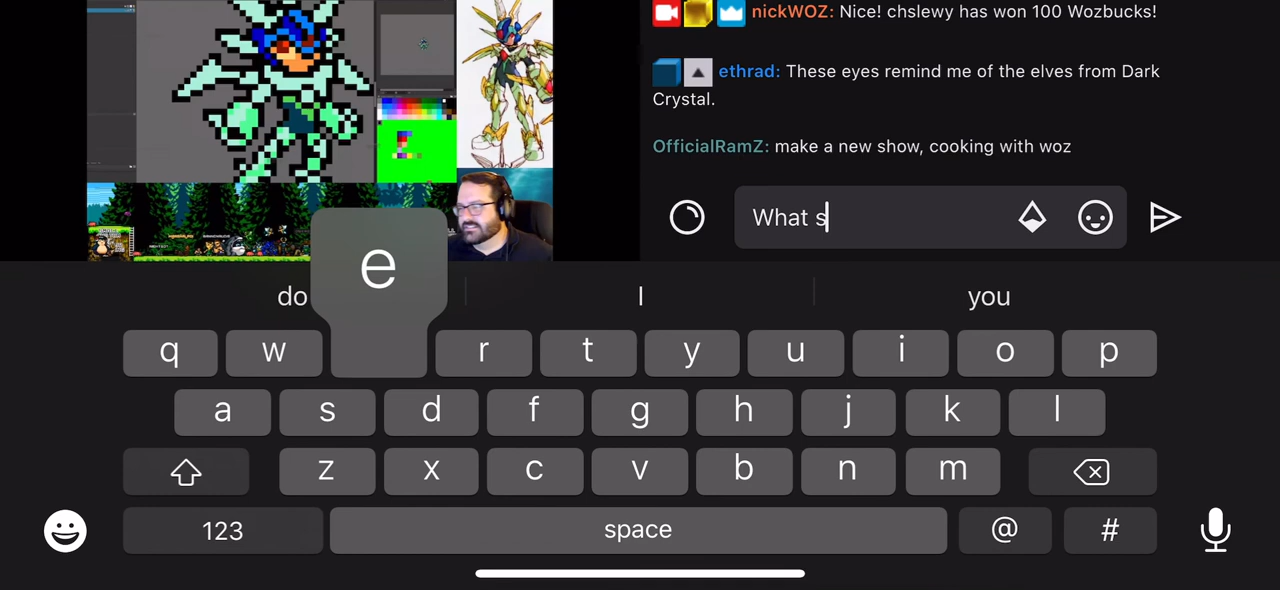 nickWOZ: Nice! chslewy has won 100 Wozbucks!
ethrad: These eyes remind me of the elves from Dark
Crystal.
OfficialRamZ: make a new show, cooking with woz
What s
e
do I you
q w r t y u i o p
a s d f g h j k l
z x c v b n m
123 space @ #